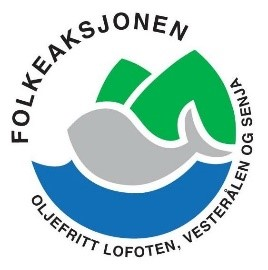 FOLKEAKSJONEN
OLJEFRITT LOFOTEN, VESTERÅLEN OG SENJA